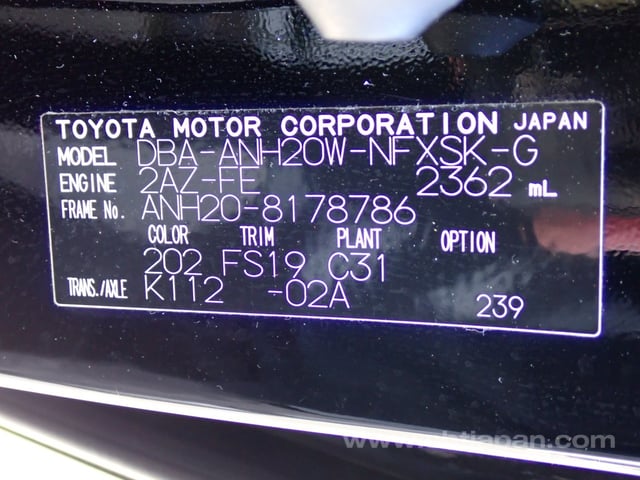 TOYOTA MOTOR CORPORATION JAPAN
MODEL DBA-ANH20W-NFXSK-G
ENGINE 2AZ-FE 2362 mL
FRAME No. ANH20-8178786
COLOR TRIM PLANT OPTION
202 FS19 C31
TRANS./AXLE K112 -02A
239